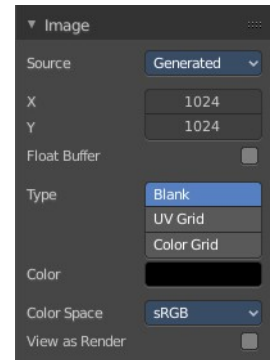 Image
Source Generated
X 1024
Y 1024
Float Buffer
Type Blank
UV Grid
Color Grid
Color
Color Space sRGB
View as Render